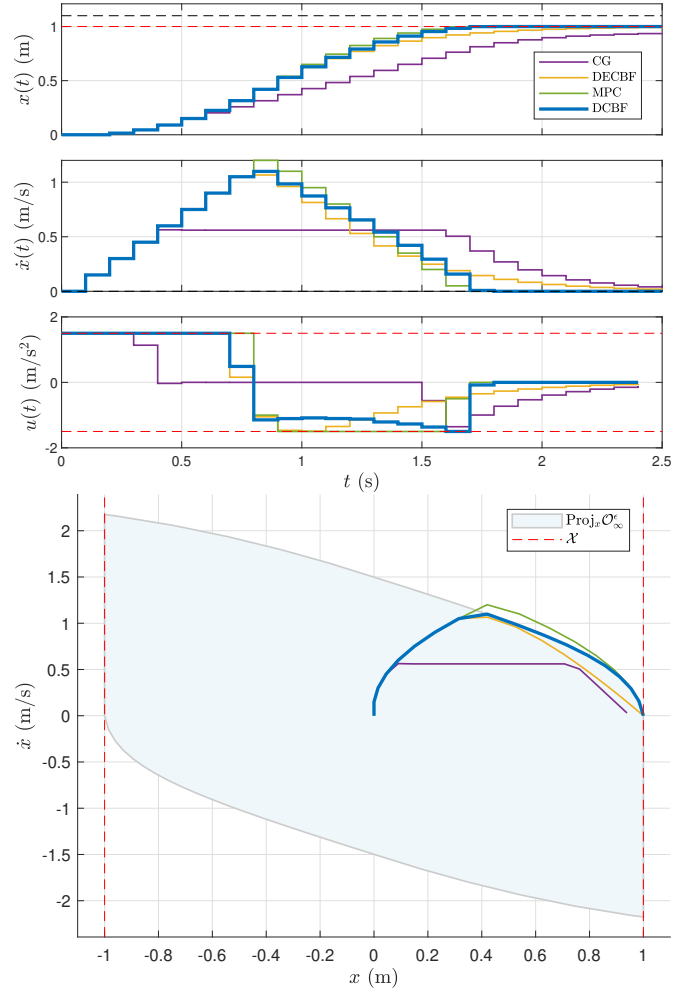 x(t) (m)
1
0.5
0
CG
DECBF
MPC
DCBF
ẋ(t) (m/s)
1
0.5
0
u(t) (m/s²)
2
0
-2
0
0.5
1
1.5
2
2.5
t (s)
ẋ (m/s)
2
1.5
1
0.5
0
-0.5
-1
-1.5
-2
Proj𝑥𝒪∞^ϵ
𝒳
-1
-0.8
-0.6
-0.4
-0.2
0
0.2
0.4
0.6
0.8
1
x (m)